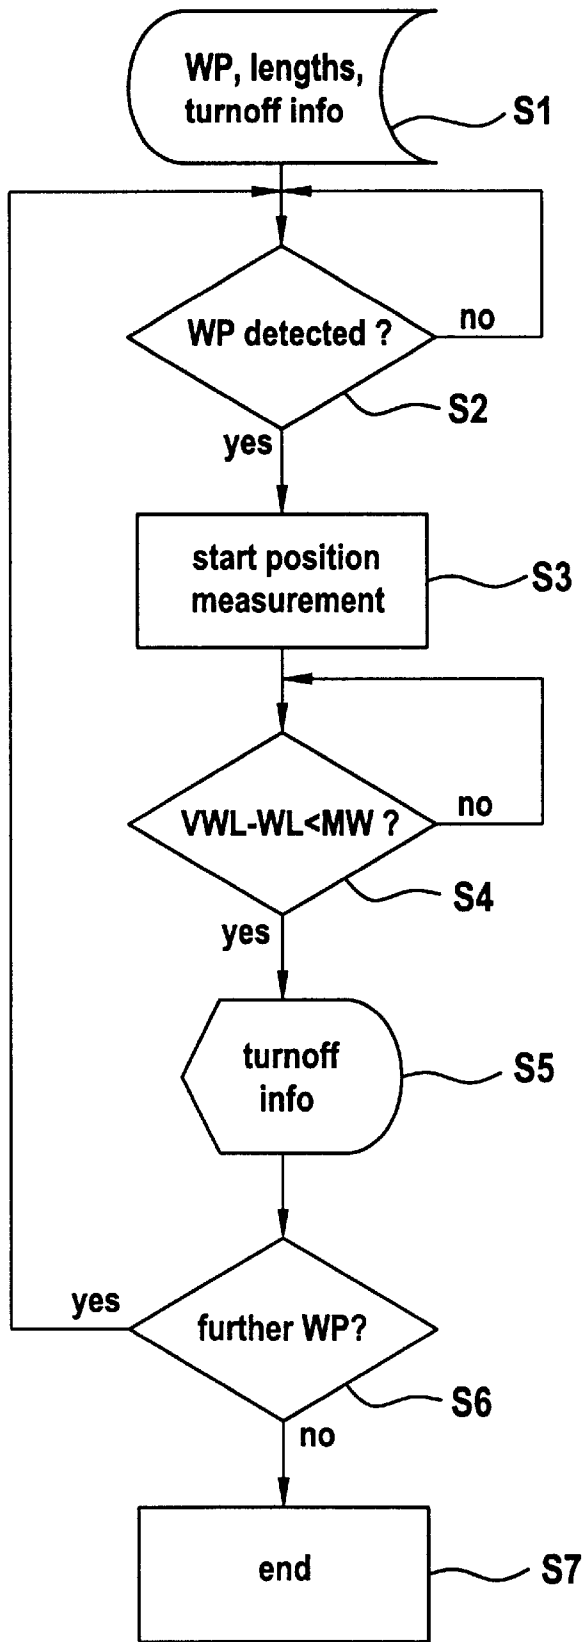 WP, lengths,
turnoff info
S1
WP detected ?
no
S2
yes
start position
measurement
S3
VWL-WL<MW ?
no
S4
yes
turnoff
info
S5
yes
further WP?
S6
no
end
S7